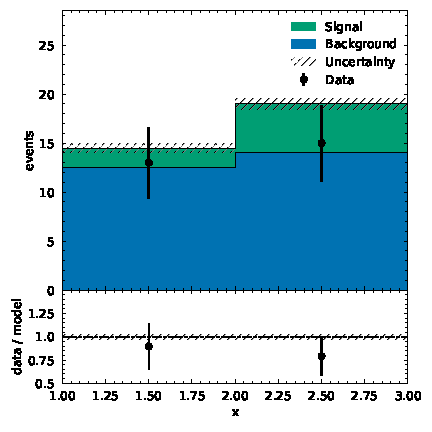 Signal
Background
Uncertainty
Data
events
25
20
15
10
5
0
data / model
1.25
1.0
0.75
0.5
1.00 1.25 1.50 1.75 2.00 2.25 2.50 2.75 3.00
x